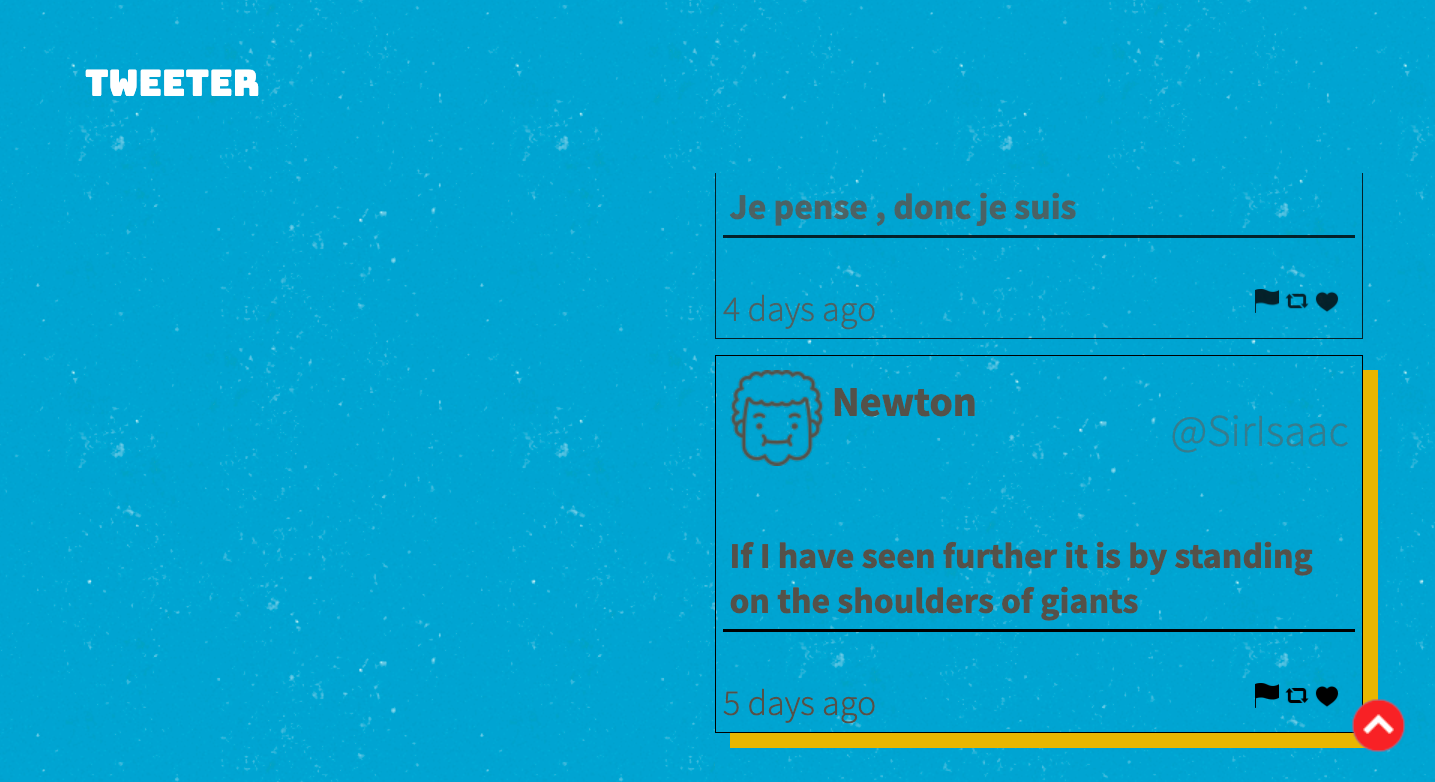 TWEETER
Je pense , donc je suis
4 days ago
Newton
@SirIsaac
If I have seen further it is by standing
on the shoulders of giants
5 days ago